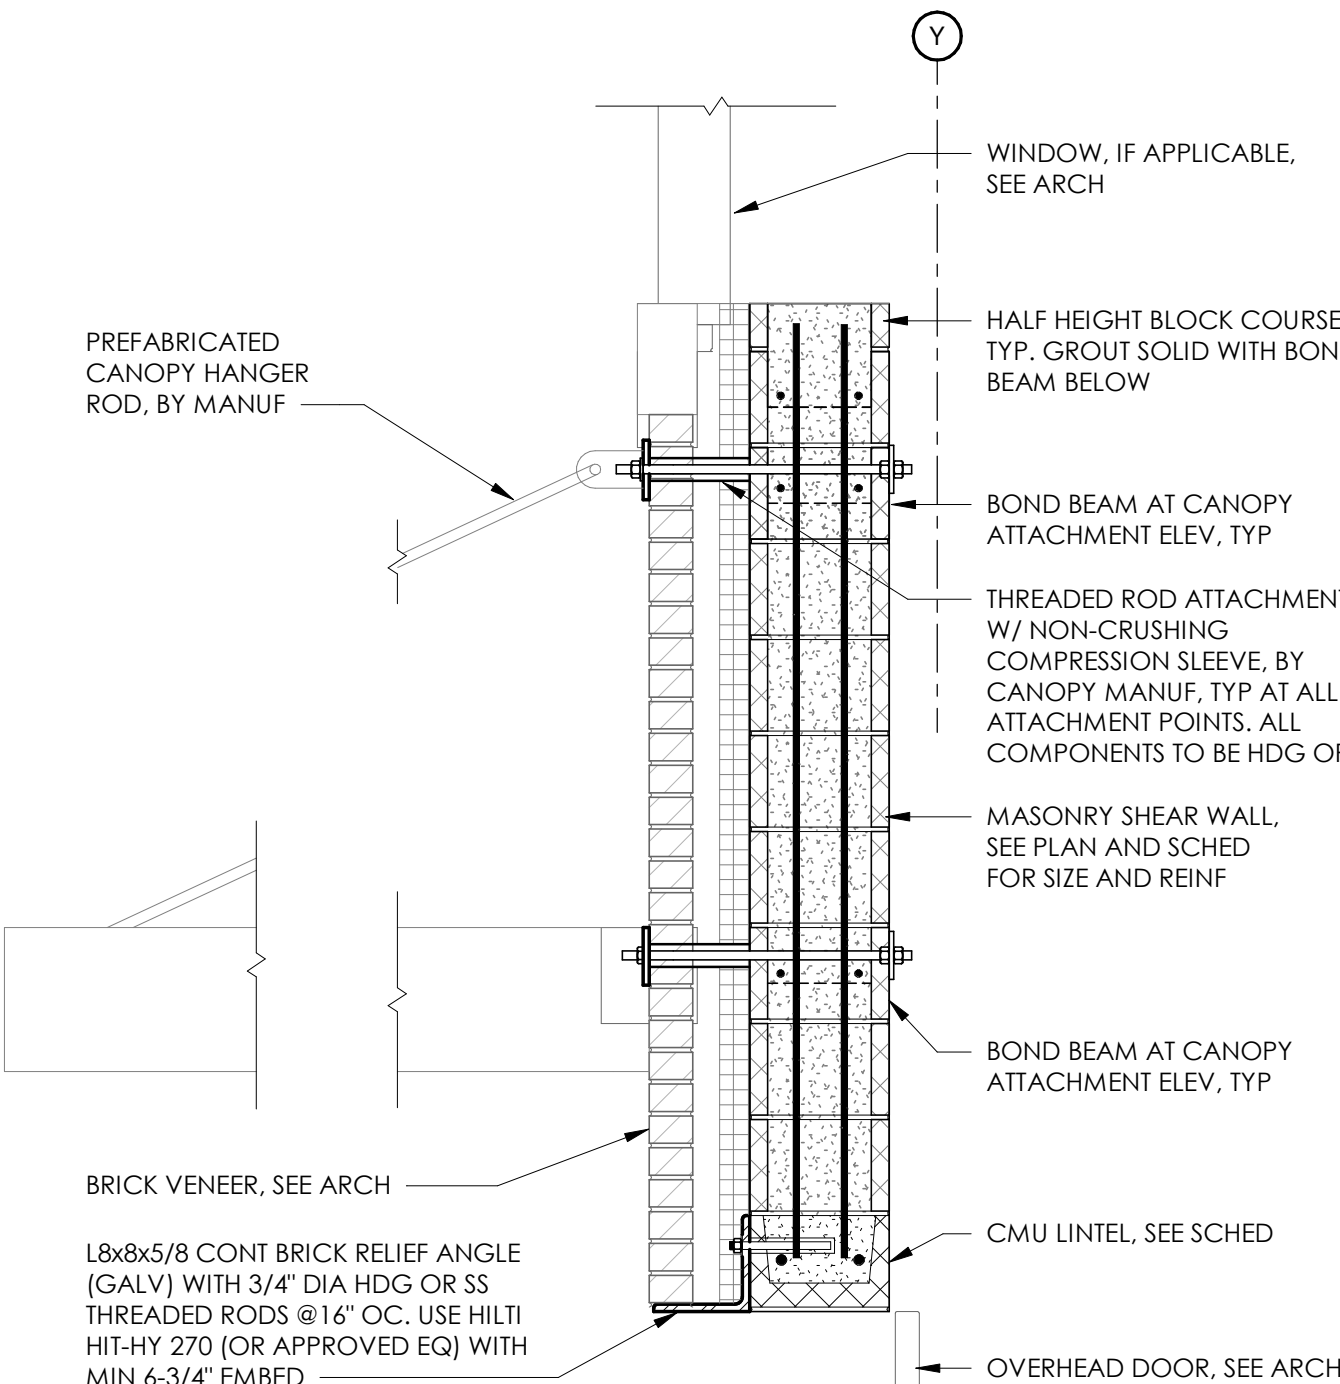 Y
WINDOW, IF APPLICABLE,
SEE ARCH
PREFABRICATED
CANOPY HANGER
ROD, BY MANUF
HALF HEIGHT BLOCK COURSE
TYP. GROUT SOLID WITH BON
BEAM BELOW
BOND BEAM AT CANOPY
ATTACHMENT ELEV, TYP
THREADED ROD ATTACHMENT
W/ NON-CRUSHING
COMPRESSION SLEEVE, BY
CANOPY MANUF, TYP AT ALL
ATTACHMENT POINTS. ALL
COMPONENTS TO BE HDG OR
MASONRY SHEAR WALL,
SEE PLAN AND SCHED
FOR SIZE AND REINF
BOND BEAM AT CANOPY
ATTACHMENT ELEV, TYP
BRICK VENEER, SEE ARCH
CMU LINTEL, SEE SCHED
L8x8x5/8 CONT BRICK RELIEF ANGLE
(GALV) WITH 3/4" DIA HDG OR SS
THREADED RODS @16" OC. USE HILTI
HIT-HY 270 (OR APPROVED EQ) WITH
MIN 6-3/4" EMBED
OVERHEAD DOOR, SEE ARCH